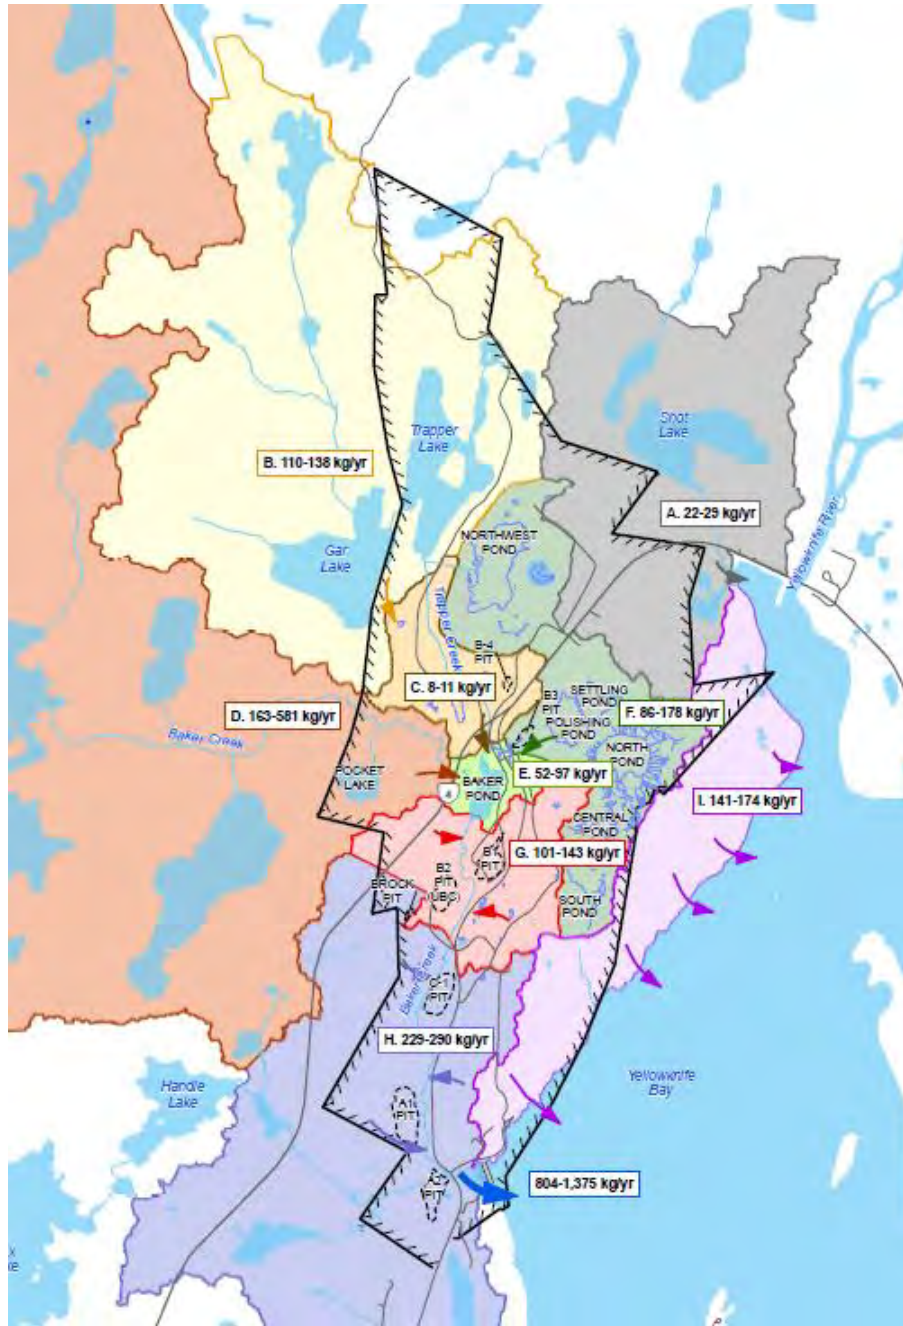 Shot
Lake
Trapper
Lake
B. 110-138 kg/yr
A. 22-29 kg/yr
Yellowknife River
NORTHWEST
POND
Gar
Lake
Trapper Creek
B-4
PIT
C. 8-11 kg/yr
B3
PIT
SETTLING
POND
POLISHING
POND
D. 163-581 kg/yr
F. 86-178 kg/yr
Baker Creek
NORTH
POND
POCKET
LAKE
E. 52-97 kg/yr
BAKER
POND
4
I. 141-174 kg/yr
CENTRAL
POND
G. 101-143 kg/yr
B1
PIT
B2
PIT
(UBC)
BROCK
PIT
SOUTH
POND
Baker Creek
C-1
PIT
H. 229-290 kg/yr
Handle
Lake
Yellowknife
Bay
A1
PIT
A2
PIT
804-1,375 kg/yr